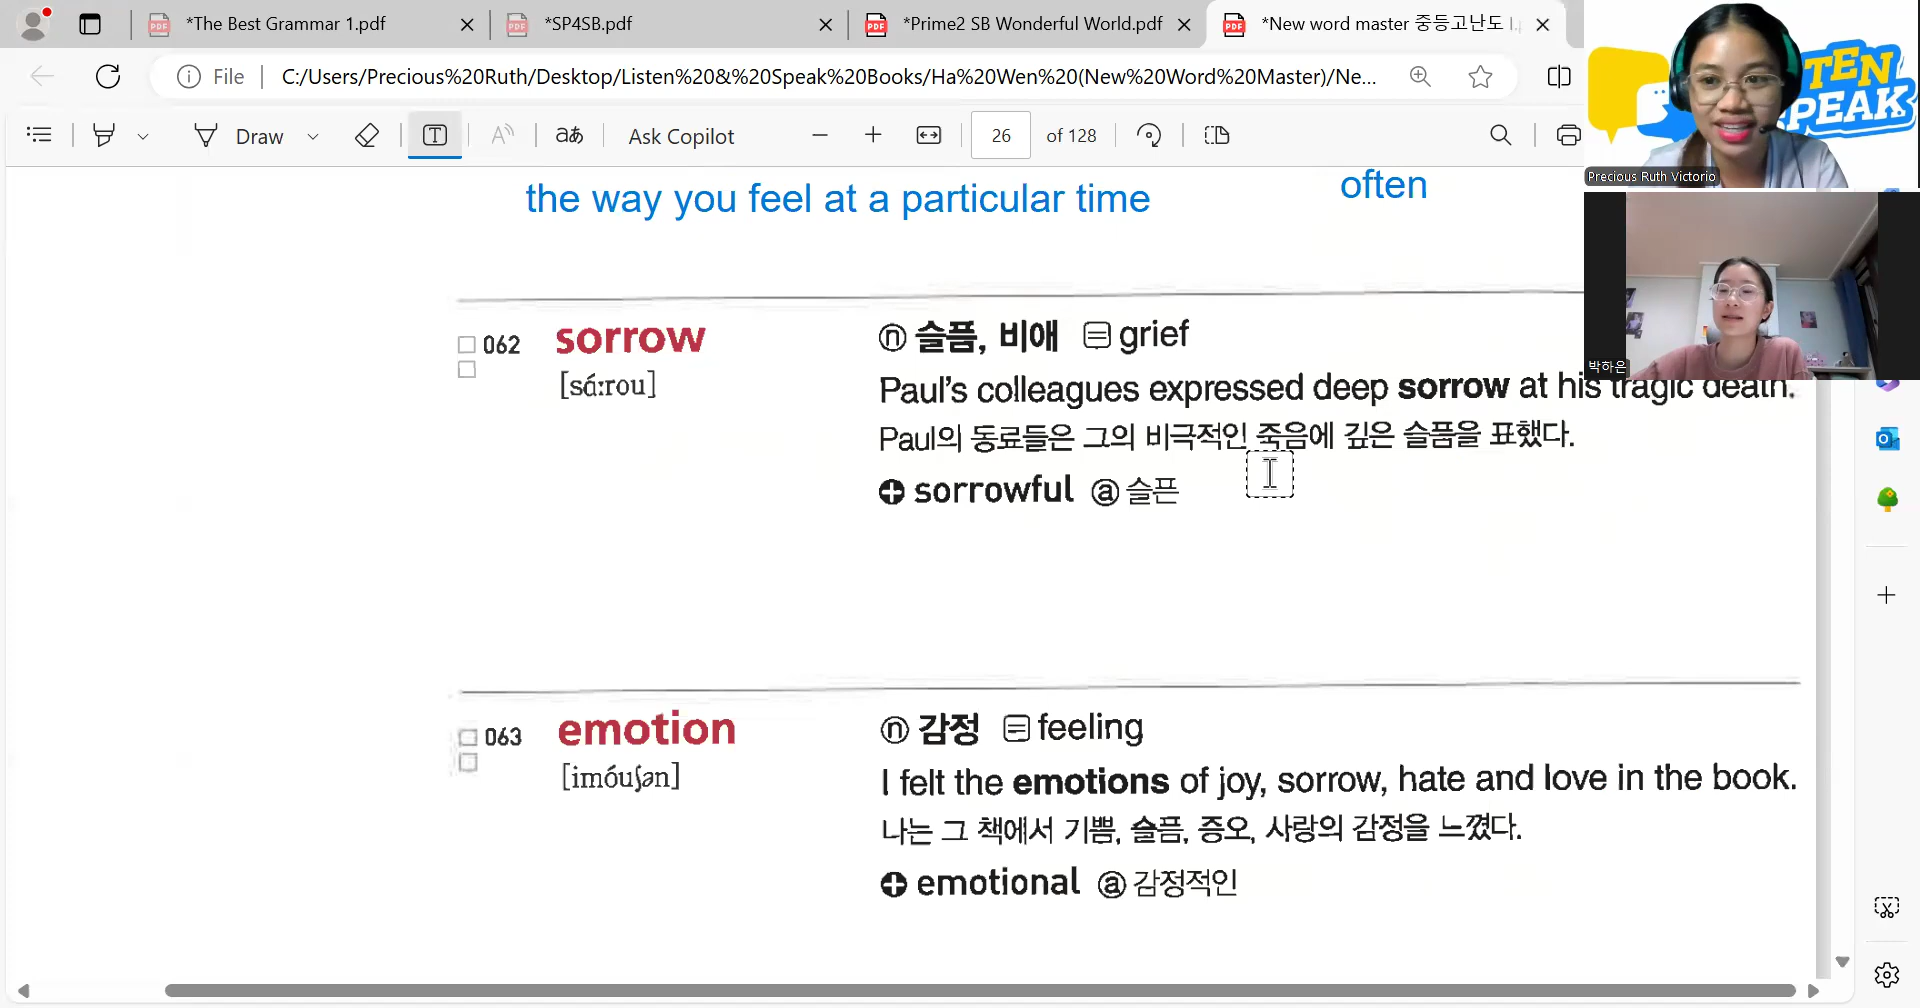 *The Best Grammar 1.pdf
*SP4SB.pdf
*Prime2 SB Wonderful World.pdf
*New word master 중등고난도
File
C:/Users/Precious%20Ruth/Desktop/Listen%20&%20Speak%20Books/Ha%20Wen%20(New%20Word%20Master)/Ne...
Draw
Ask Copilot
26 of 128
TEN
SPEAK
Precious Ruth Victorio
박하은
the way you feel at a particular time
often
062 sorrow
[sɑ́ːrou]
ⓝ 슬픔, 비애 grief
Paul's colleagues expressed deep sorrow at his tragic death.
Paul의 동료들은 그의 비극적인 죽음에 깊은 슬픔을 표했다.
sorrowful ⓐ 슬픈
063 emotion
[imóuʃən]
ⓝ 감정 feeling
I felt the emotions of joy, sorrow, hate and love in the book.
나는 그 책에서 기쁨, 슬픔, 증오, 사랑의 감정을 느꼈다.
emotional ⓐ 감정적인